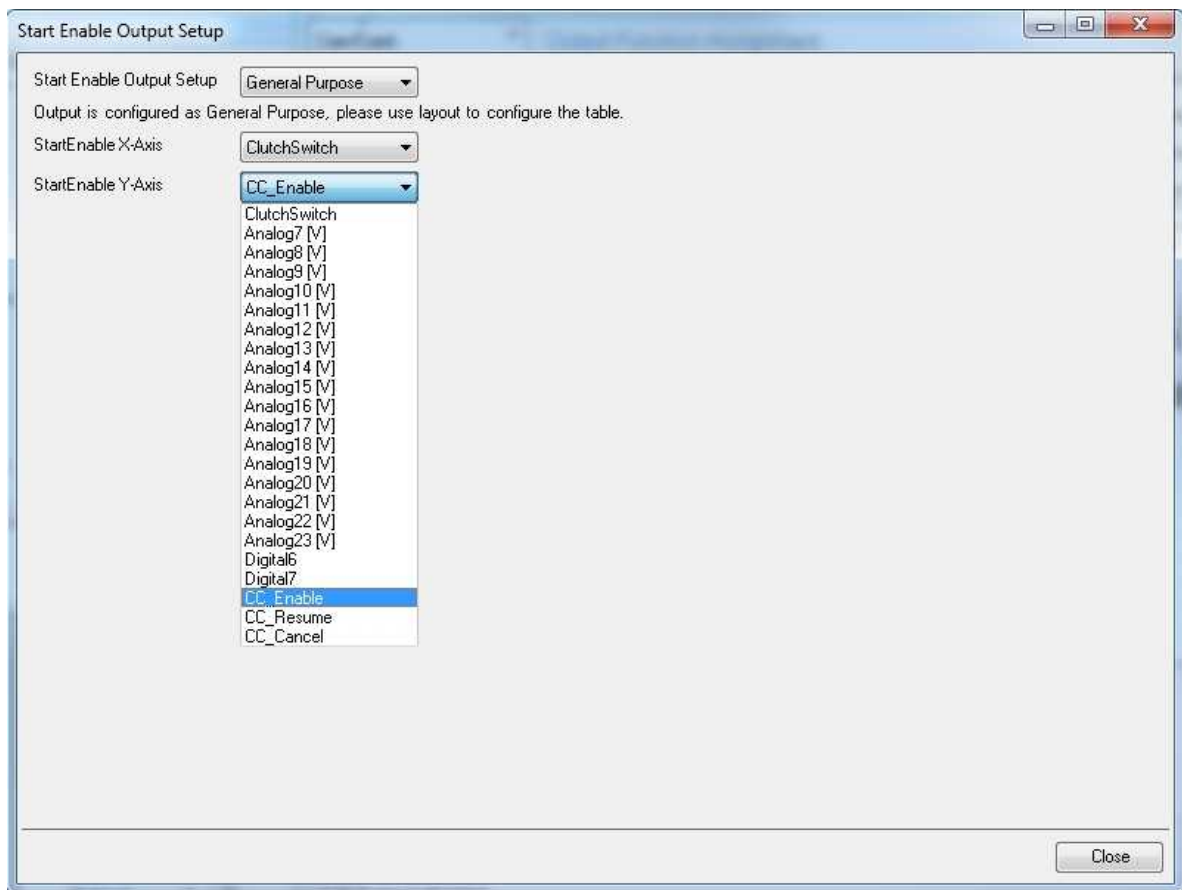 Start Enable Output Setup
Start Enable Output Setup General Purpose
Output is configured as General Purpose, please use layout to configure the table.
StartEnable X-Axis ClutchSwitch
StartEnable Y-Axis CC_Enable
ClutchSwitch
Analog7 [V]
Analog8 [V]
Analog9 [V]
Analog10 [V]
Analog11 [V]
Analog12 [V]
Analog13 [V]
Analog14 [V]
Analog15 [V]
Analog16 [V]
Analog17 [V]
Analog18 [V]
Analog19 [V]
Analog20 [V]
Analog21 [V]
Analog22 [V]
Analog23 [V]
Digital6
Digital7
CC_Enable
CC_Resume
CC_Cancel
Close